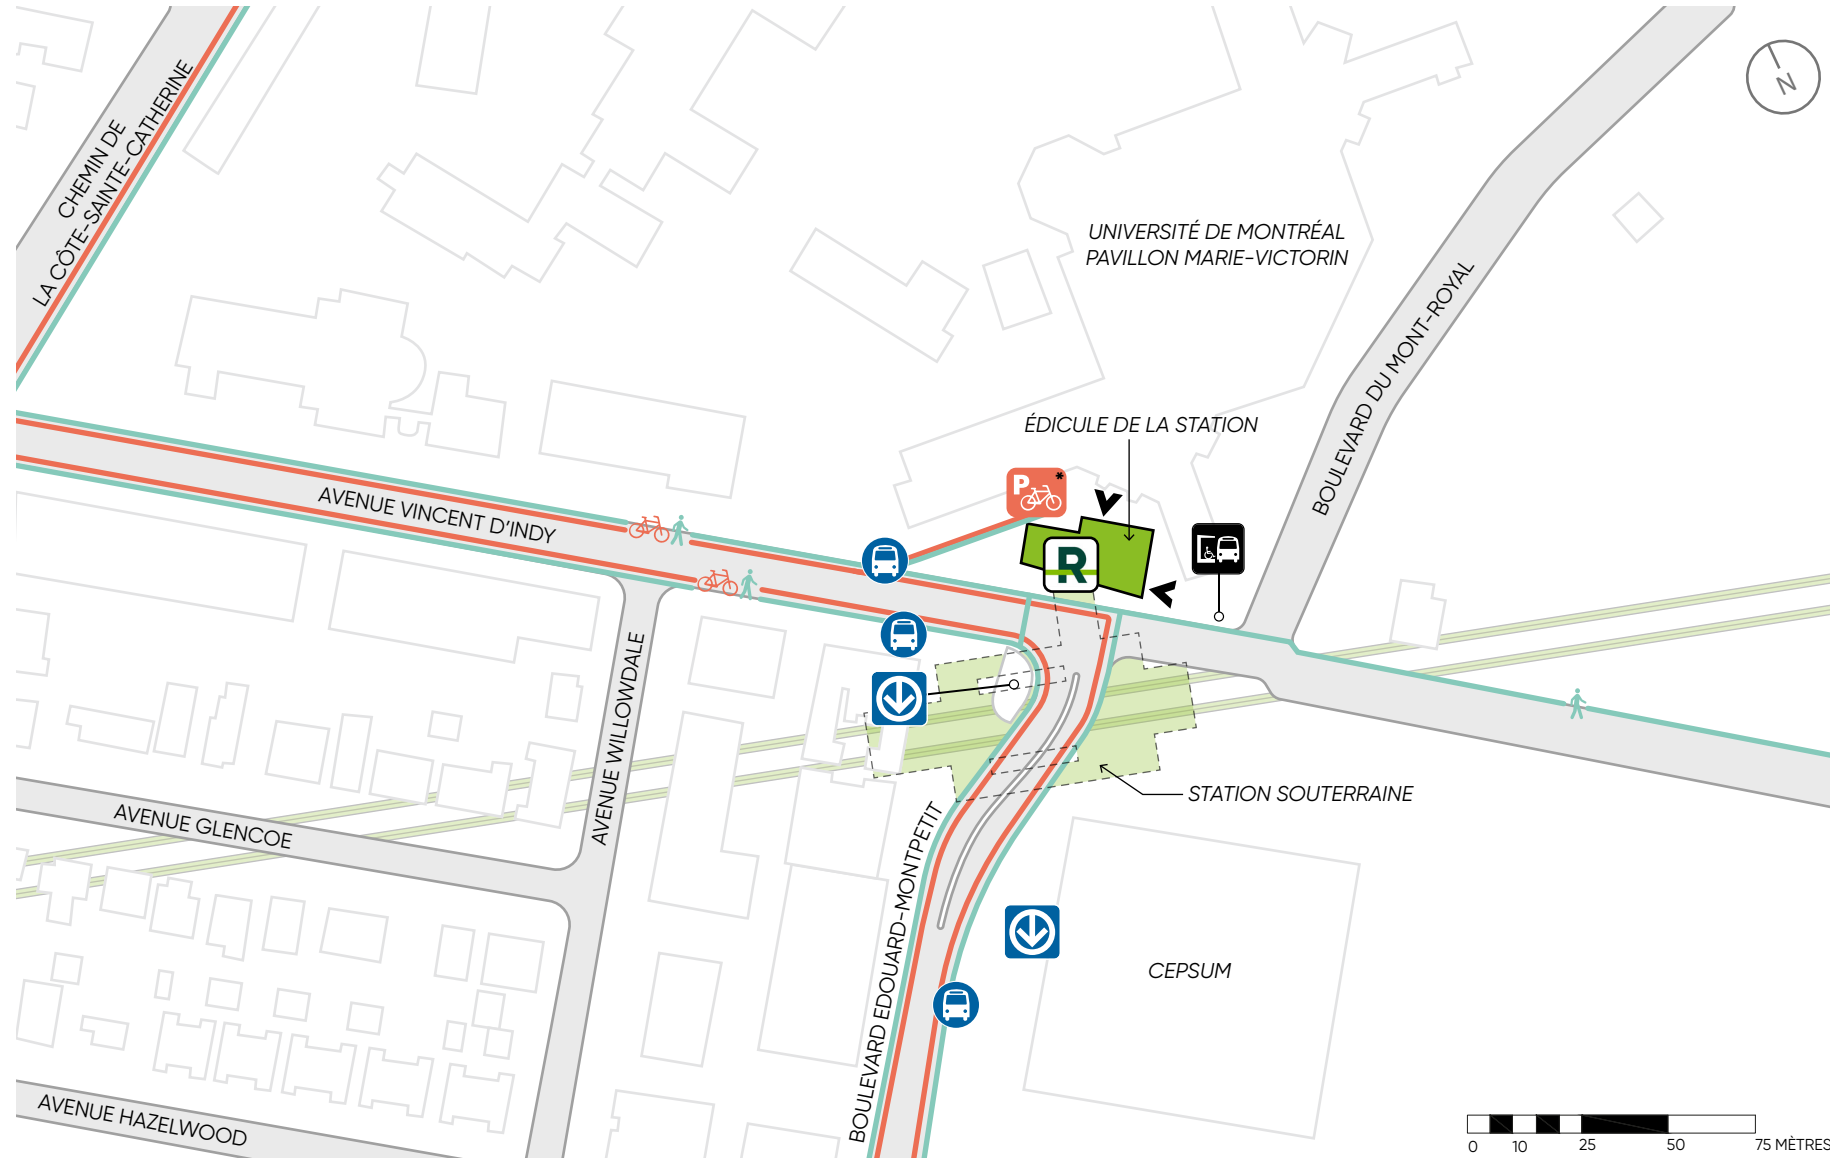 CHEMIN DE
LA CÔTE-SAINTE-CATHERINE
N
UNIVERSITÉ DE MONTRÉAL
PAVILLON MARIE-VICTORIN
BOULEVARD DU MONT-ROYAL
ÉDICULE DE LA STATION
P*
AVENUE VINCENT D'INDY
R
AVENUE WILLOWDALE
STATION SOUTERRAINE
AVENUE GLENCOE
BOULEVARD EDOUARD-MONTPETIT
CEPSUM
AVENUE HAZELWOOD
0 10 25 50 75 MÈTRES